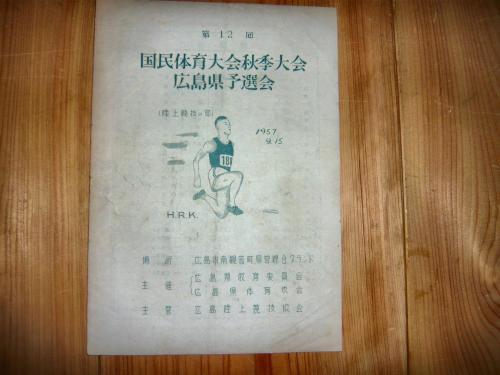 第12回
国民体育大会秋季大会
広島県予選会
(陸上競技の部)
1957
9.15
180
H.R.K.
場所 広島市南観音町県営総合グランド
主催 広島県教育委員会
広島県体育協会
主管 広島陸上競技協会